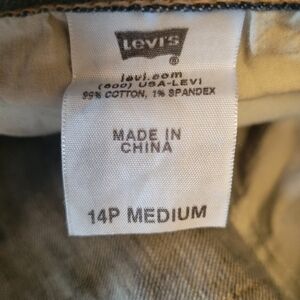 Levi's
®
levi.com
(800) USA-LEVI
99% COTTON, 1% SPANDEX
MADE IN
CHINA
14P MEDIUM